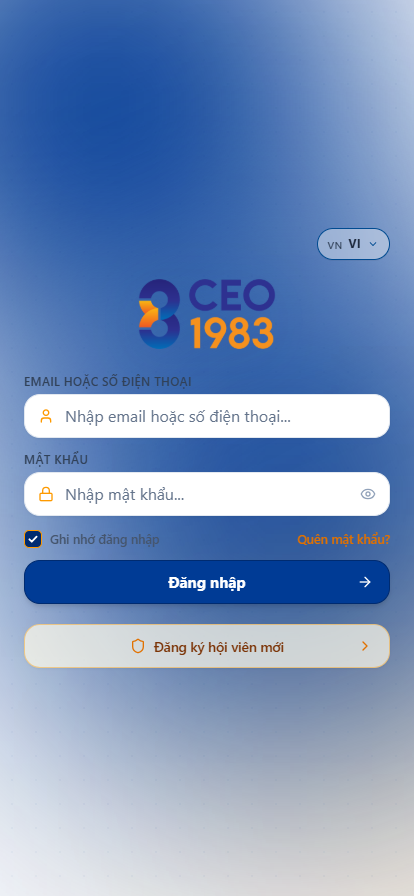 VN VI
CEO
1983
EMAIL HOẶC SỐ ĐIỆN THOẠI
Nhập email hoặc số điện thoại...
MẬT KHẨU
Nhập mật khẩu...
Ghi nhớ đăng nhập
Quên mật khẩu?
Đăng nhập
Đăng ký hội viên mới